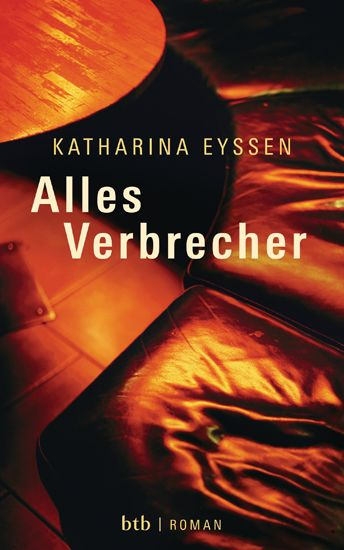 KATHARINA EYSSEN
Alles
Verbrecher
btb | ROMAN